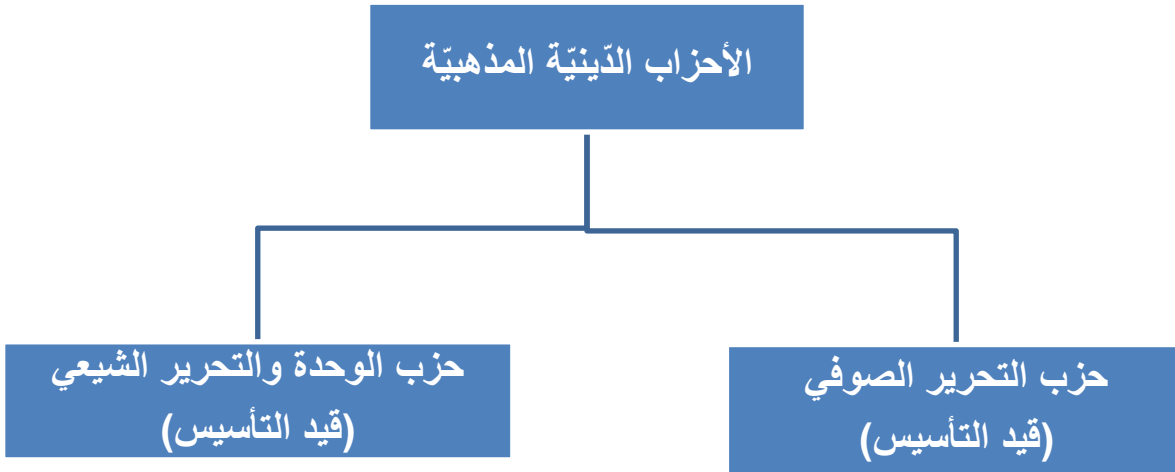 الأحزاب الدّينيّة المذهبيّة
حزب التحرير الصوفي
(قيد التأسيس)
حزب الوحدة والتحرير الشيعي
(قيد التأسيس)